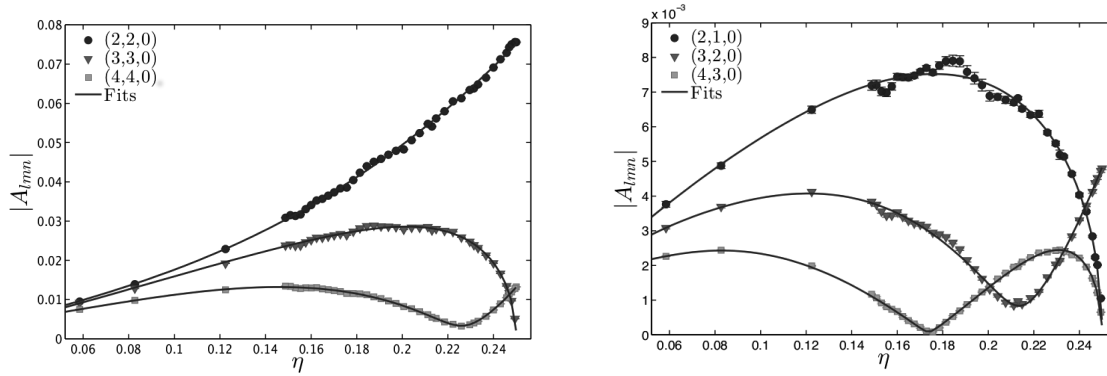 0.08
0.07
0.06
0.05
0.04
0.03
0.02
0.01
0
|A_{lmn}|
(2,2,0)
(3,3,0)
(4,4,0)
Fits
0.06 0.08 0.1 0.12 0.14 0.16 0.18 0.2 0.22 0.24
η
9 x 10⁻³
8
7
6
5
4
3
2
1
0
|A_{lmn}|
(2,1,0)
(3,2,0)
(4,3,0)
Fits
0.06 0.08 0.1 0.12 0.14 0.16 0.18 0.2 0.22 0.24
η